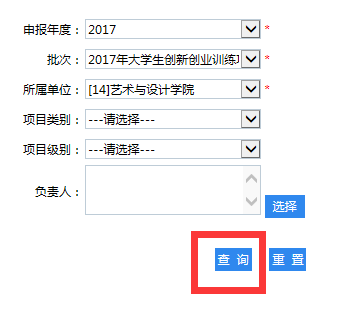 申报年度： 2017 *
批次： 2017年大学生创新创业训练 *
所属单位： [14]艺术与设计学院 *
项目类别： ---请选择---
项目级别： ---请选择---
负责人： 选择
查 询 重 置